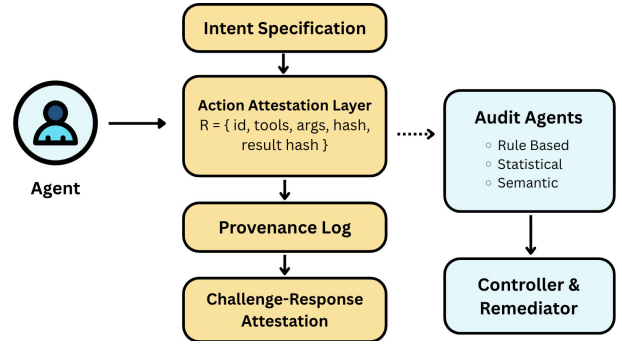 Intent Specification
Action Attestation Layer
R = { id, tools, args, hash,
result hash }
Agent
Provenance Log
Challenge-Response
Attestation
Audit Agents
Rule Based
Statistical
Semantic
Controller &
Remediator